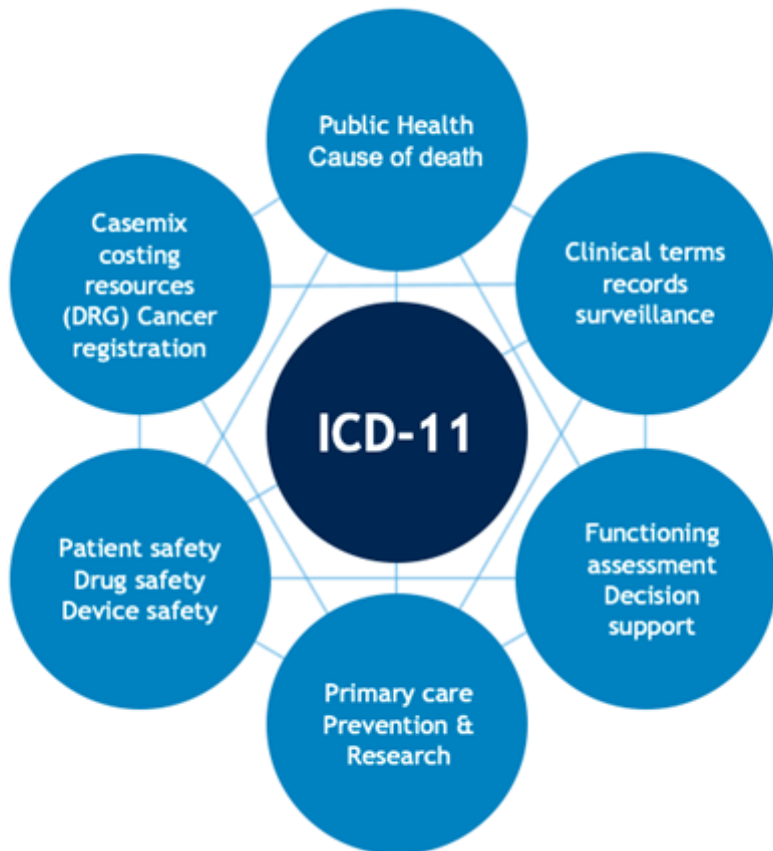 Public Health
Cause of death
Casemix
costing
resources
(DRG) Cancer
registration
Clinical terms
records
surveillance
ICD-11
Patient safety
Drug safety
Device safety
Functioning
assessment
Decision
support
Primary care
Prevention &
Research